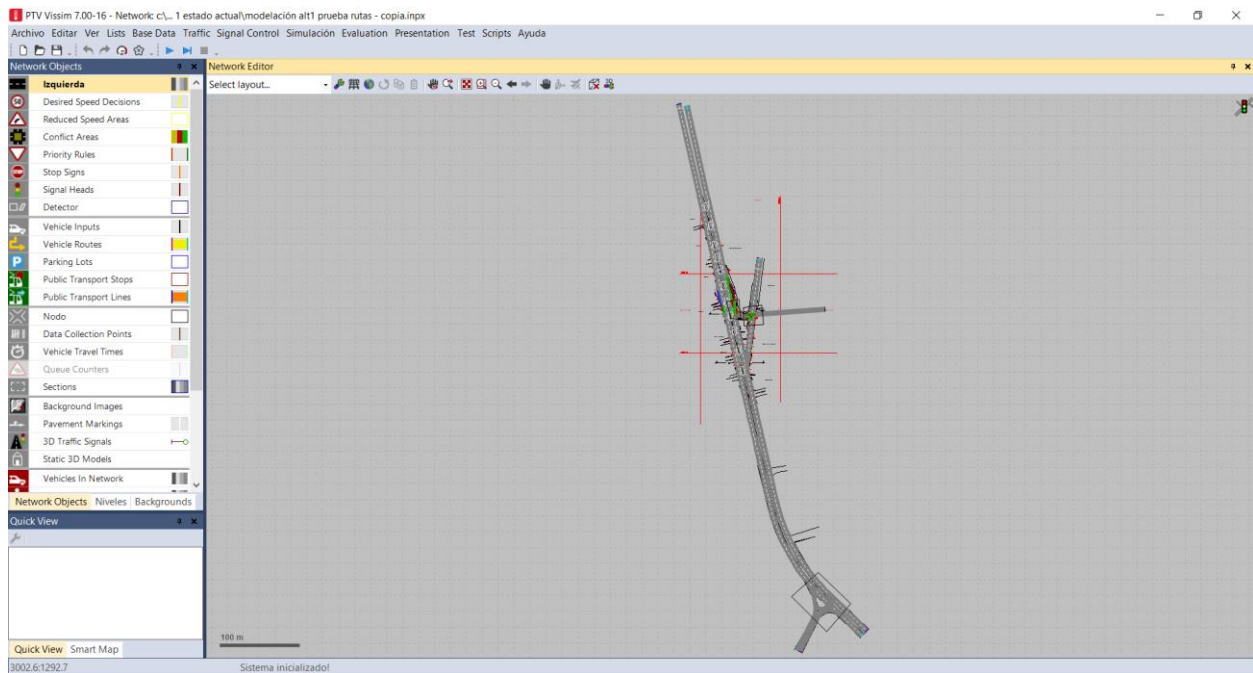 PTV Vissim 7.00-16 - Network: c:\... 1 estado actual\modelación alt1 prueba rutas - copia.inpx
Archivo Editar Ver Lists Base Data Traffic Signal Control Simulación Evaluation Presentation Test Scripts Ayuda
Network Objects
Network Editor
Select layout...
Izquierda
Desired Speed Decisions
Reduced Speed Areas
Conflict Areas
Priority Rules
Stop Signs
Signal Heads
Detector
Vehicle Inputs
Vehicle Routes
Parking Lots
Public Transport Stops
Public Transport Lines
Nodo
Data Collection Points
Vehicle Travel Times
Queue Counters
Sections
Background Images
Pavement Markings
3D Traffic Signals
Static 3D Models
Vehicles In Network
Network Objects Niveles Backgrounds
Quick View
Quick View Smart Map
100 m
3002.6:1292.7 Sistema inicializado!